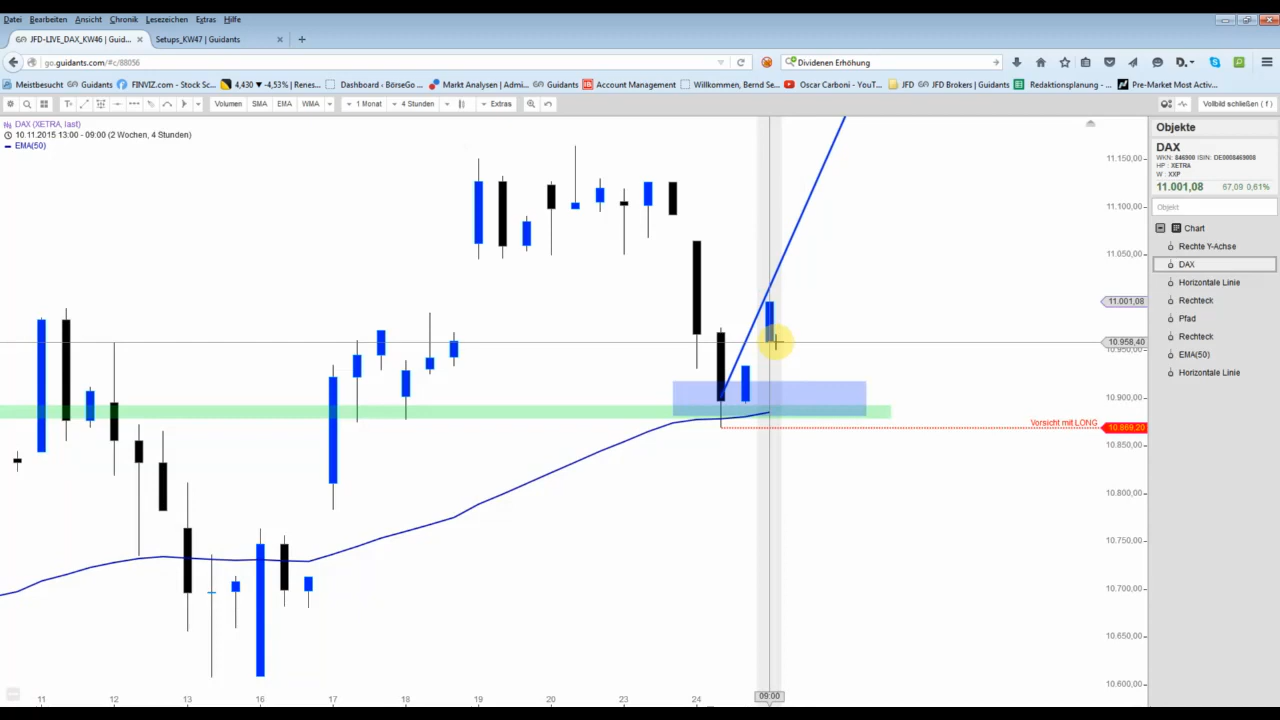 Datei Bearbeiten Ansicht Chronik Lesezeichen Extras Hilfe
JFD-LIVE_DAX_KW46 | Guid... × Setups_KW47 | Guidants × +
go.guidants.com/#c/88056 Dividenen Erhöhung
Meistbesucht Guidants FINVIZ.com - Stock Sc... 4,430 ▼ -4,53% | Renes... Dashboard - BörseGo ... Markt Analysen | Admi... Guidants Account Management Willkommen, Bernd Se... Oscar Carboni - YouT... JFD JFD Brokers | Guidants Redaktionsplanung - ... Pre-Market Most Activ...
Volumen SMA EMA WMA 1 Monat 4 Stunden Extras Vollbild schließen ( f )
DAX (XETRA, last)
10.11.2015 13:00 - 09:00 (2 Wochen, 4 Stunden)
EMA(50)
11.150,00
11.100,00
11.050,00
11.001,08
10.958,40
10.950,00
10.900,00
Vorsicht mit LONG 10.869,20
10.850,00
10.800,00
10.750,00
10.700,00
10.650,00
10.600,00
11 12 13 16 17 18 19 20 23 24 09:00
Objekte
DAX
WKN: 846900 ISIN: DE0008469008
HP : XETRA
W : XXP
11.001,08 67,09 0,61%
Objekt
Chart
Rechte Y-Achse
DAX
Horizontale Linie
Rechteck
Pfad
Rechteck
EMA(50)
Horizontale Linie